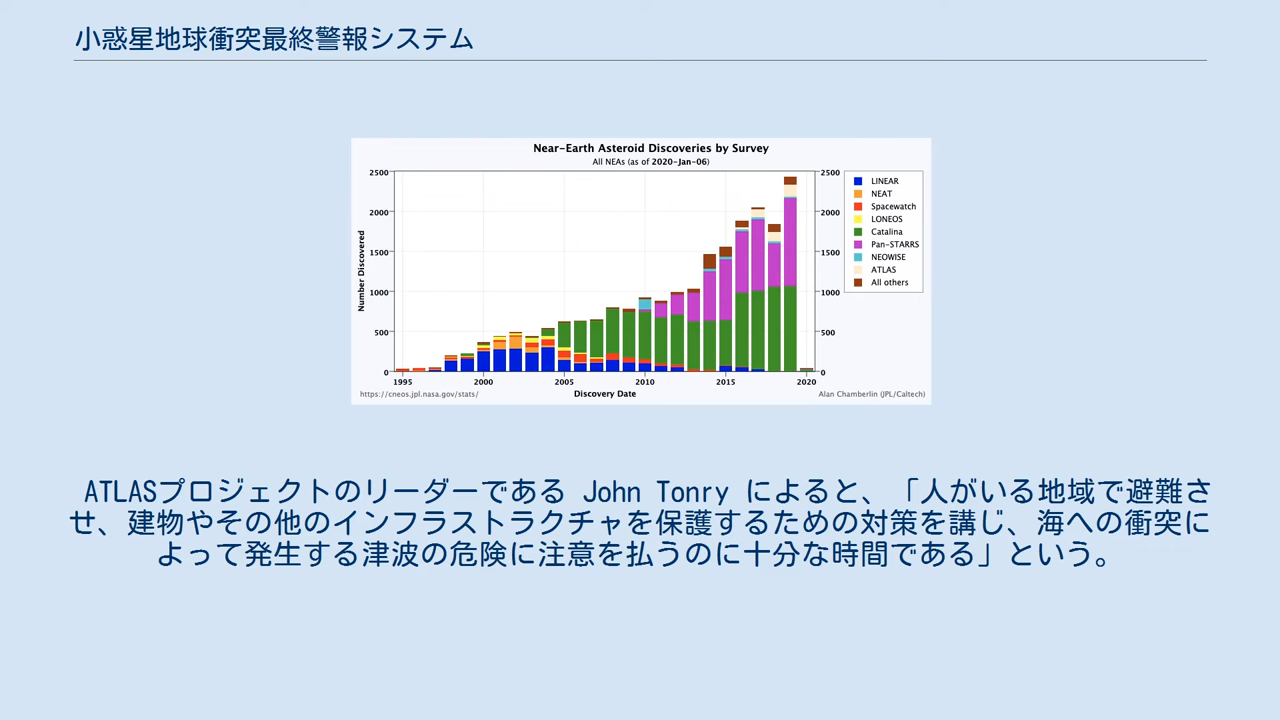 小惑星地球衝突最終警報システム
Near-Earth Asteroid Discoveries by Survey
All NEAs (as of 2020-Jan-06)
Number Discovered
2500
2000
1500
1000
500
0
2500
2000
1500
1000
500
0
LINEAR
NEAT
Spacewatch
LONEOS
Catalina
Pan-STARRS
NEOWISE
ATLAS
All others
1995 2000 2005 2010 2015 2020
https://cneos.jpl.nasa.gov/stats/ Discovery Date Alan Chamberlin (JPL/Caltech)
ATLASプロジェクトのリーダーである John Tonry によると、「人がいる地域で避難さ
せ、建物やその他のインフラストラクチャを保護するための対策を講じ、海への衝突に
よって発生する津波の危険に注意を払うのに十分な時間である」という。